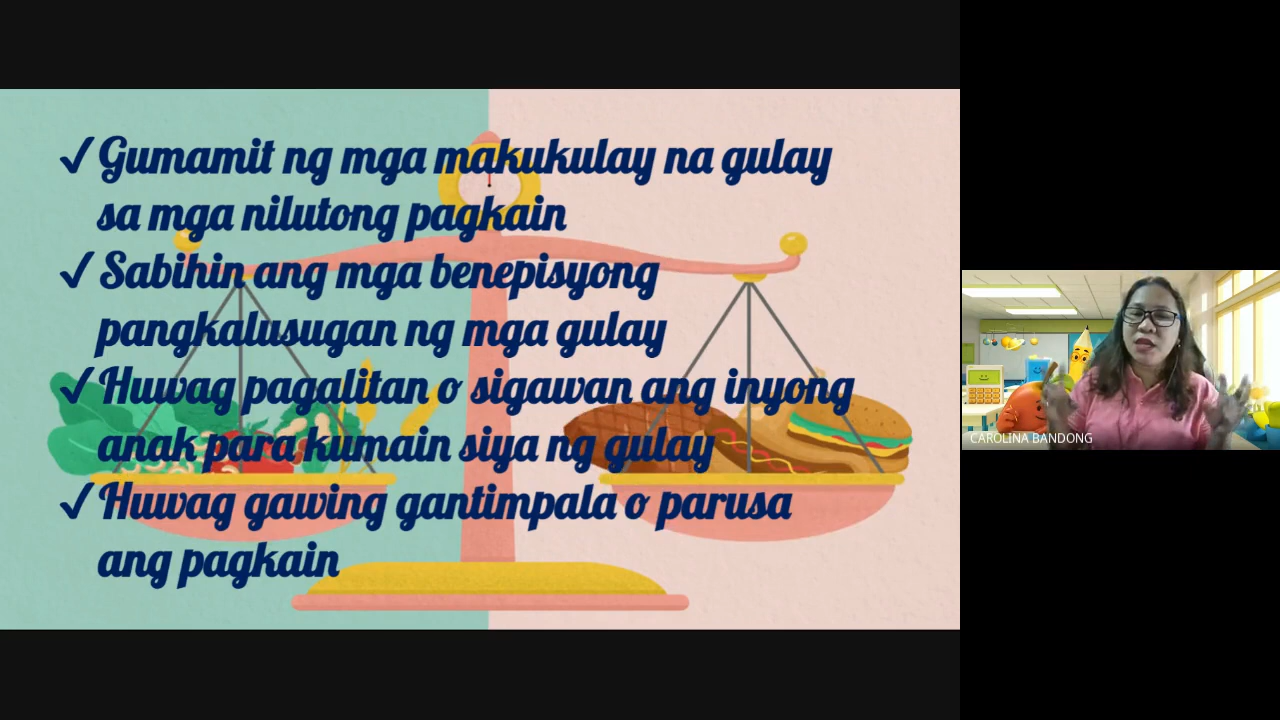 ✓Gumamit ng mga makukulay na gulay
sa mga nilutong pagkain
✓Sabihin ang mga benepisyong
pangkalusugan ng mga gulay
✓Huwag pagalitan o sigawan ang inyong
anak para kumain siya ng gulay
✓Huwag gawing gantimpala o parusa
ang pagkain
CAROLINA BANDONG